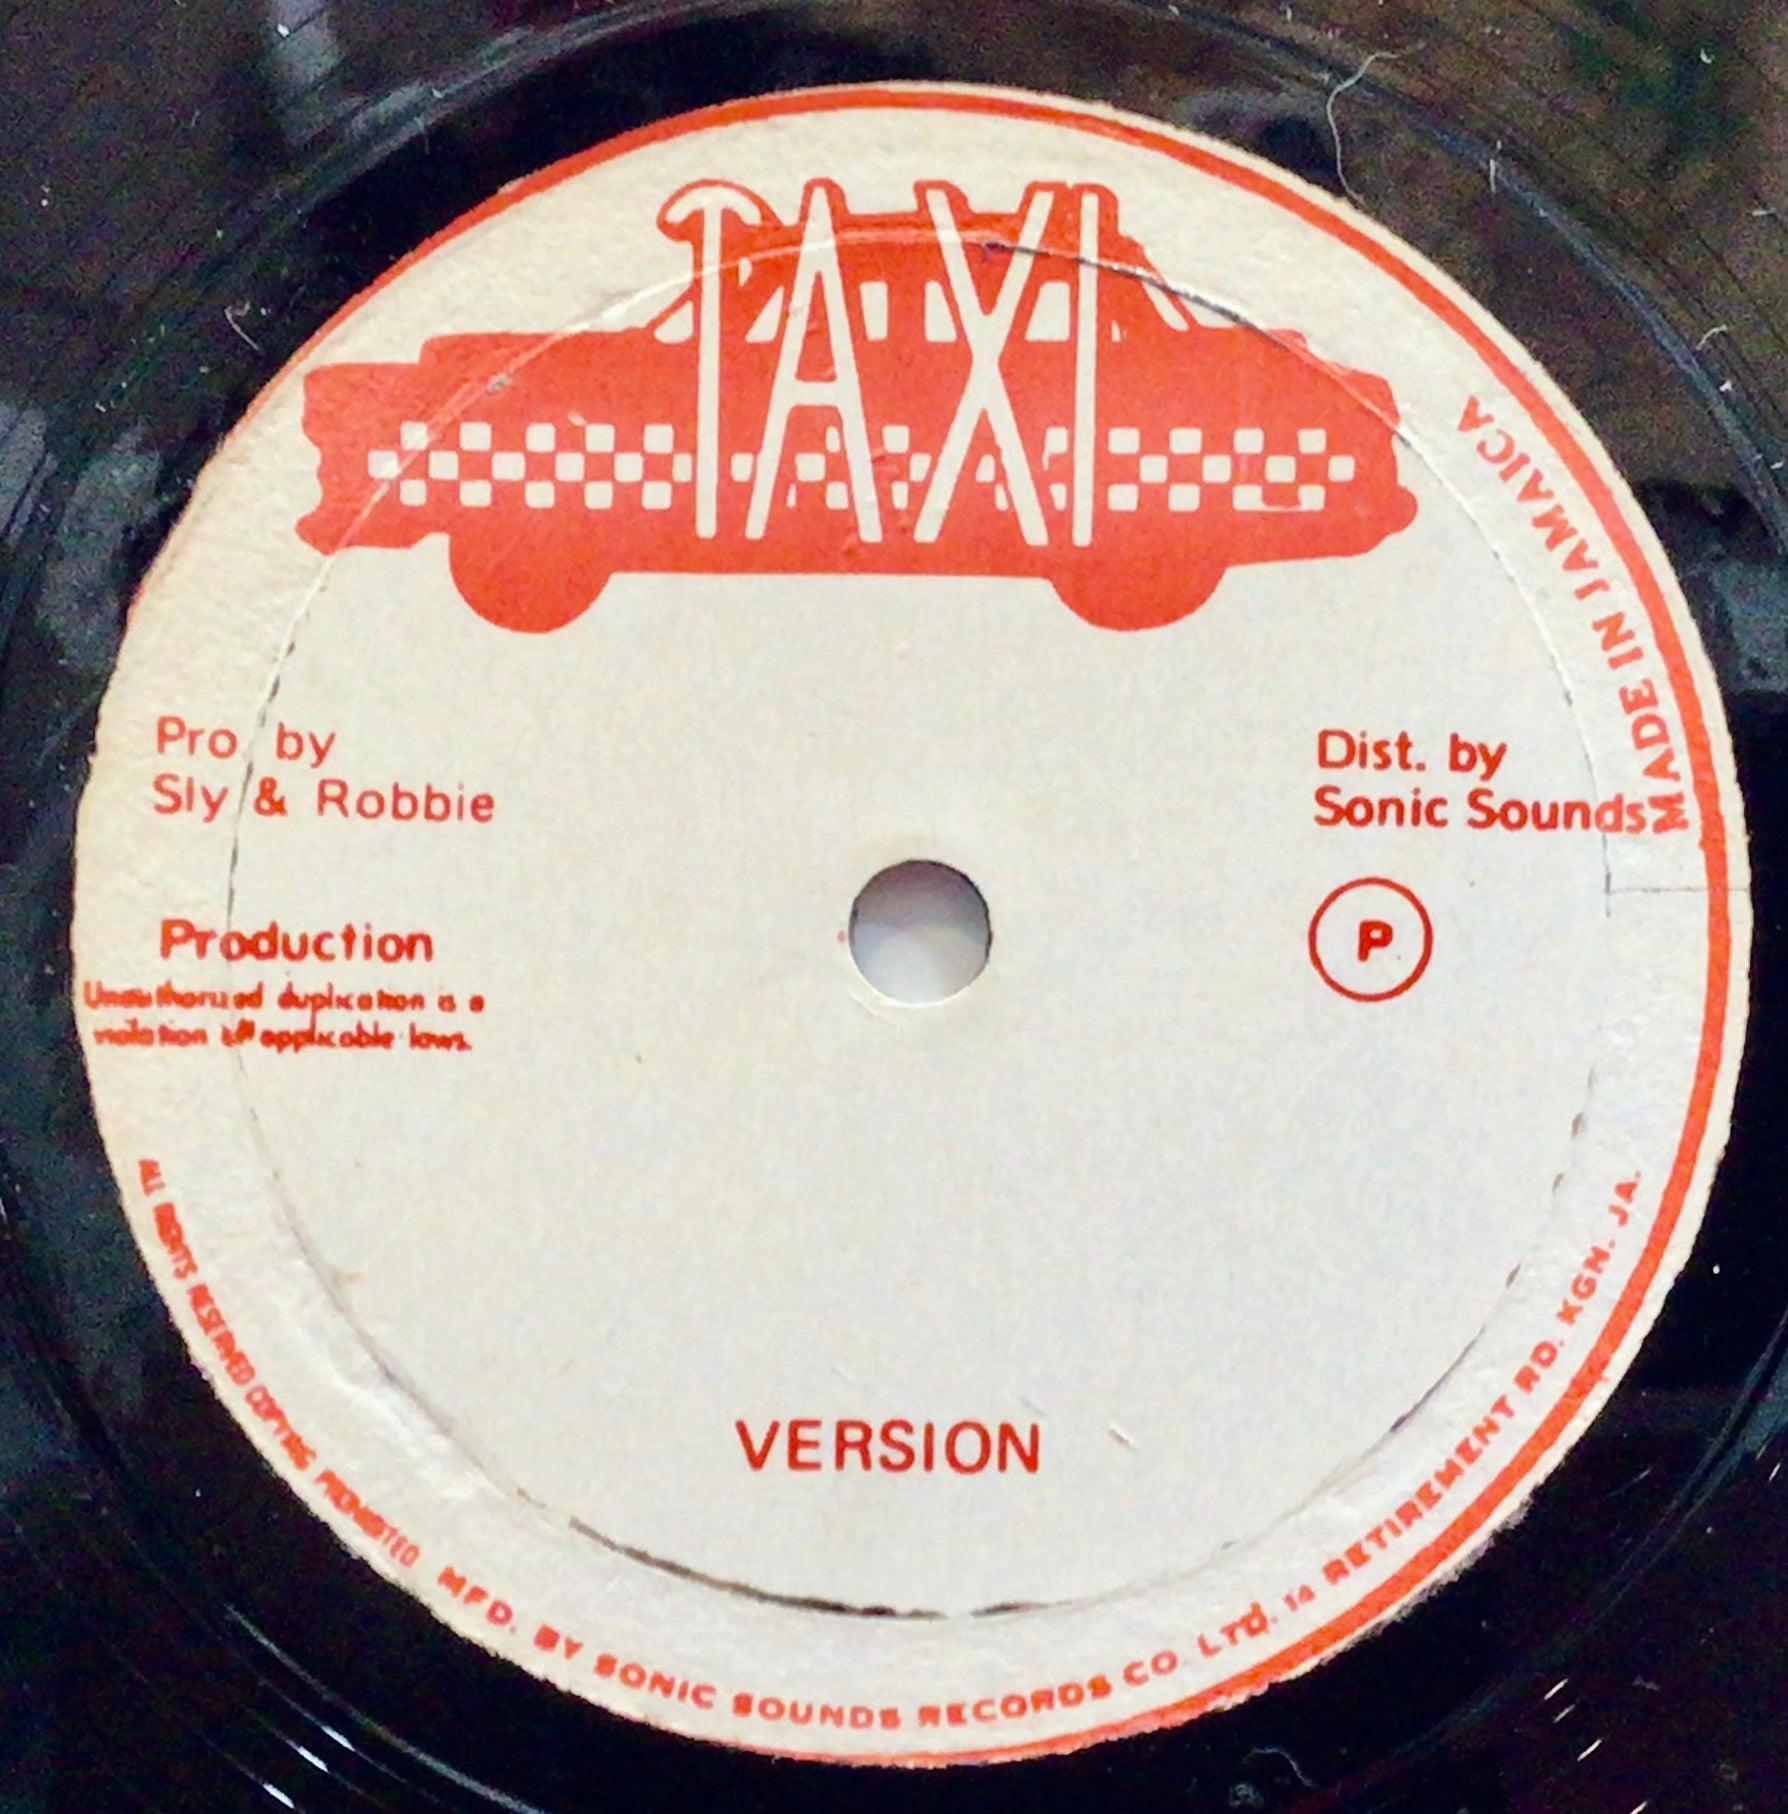 TAXI
MADE IN JAMAICA
Pro by
Sly & Robbie
Dist. by
Sonic Sounds
P
Production
Unauthorized duplication is a
violation of applicable laws.
VERSION
ALL RIGHTS RESERVED COPYING PROHIBITED MFD. BY SONIC SOUNDS RECORDS CO. LTD. 14 RETIREMENT RD. KGN. JA.